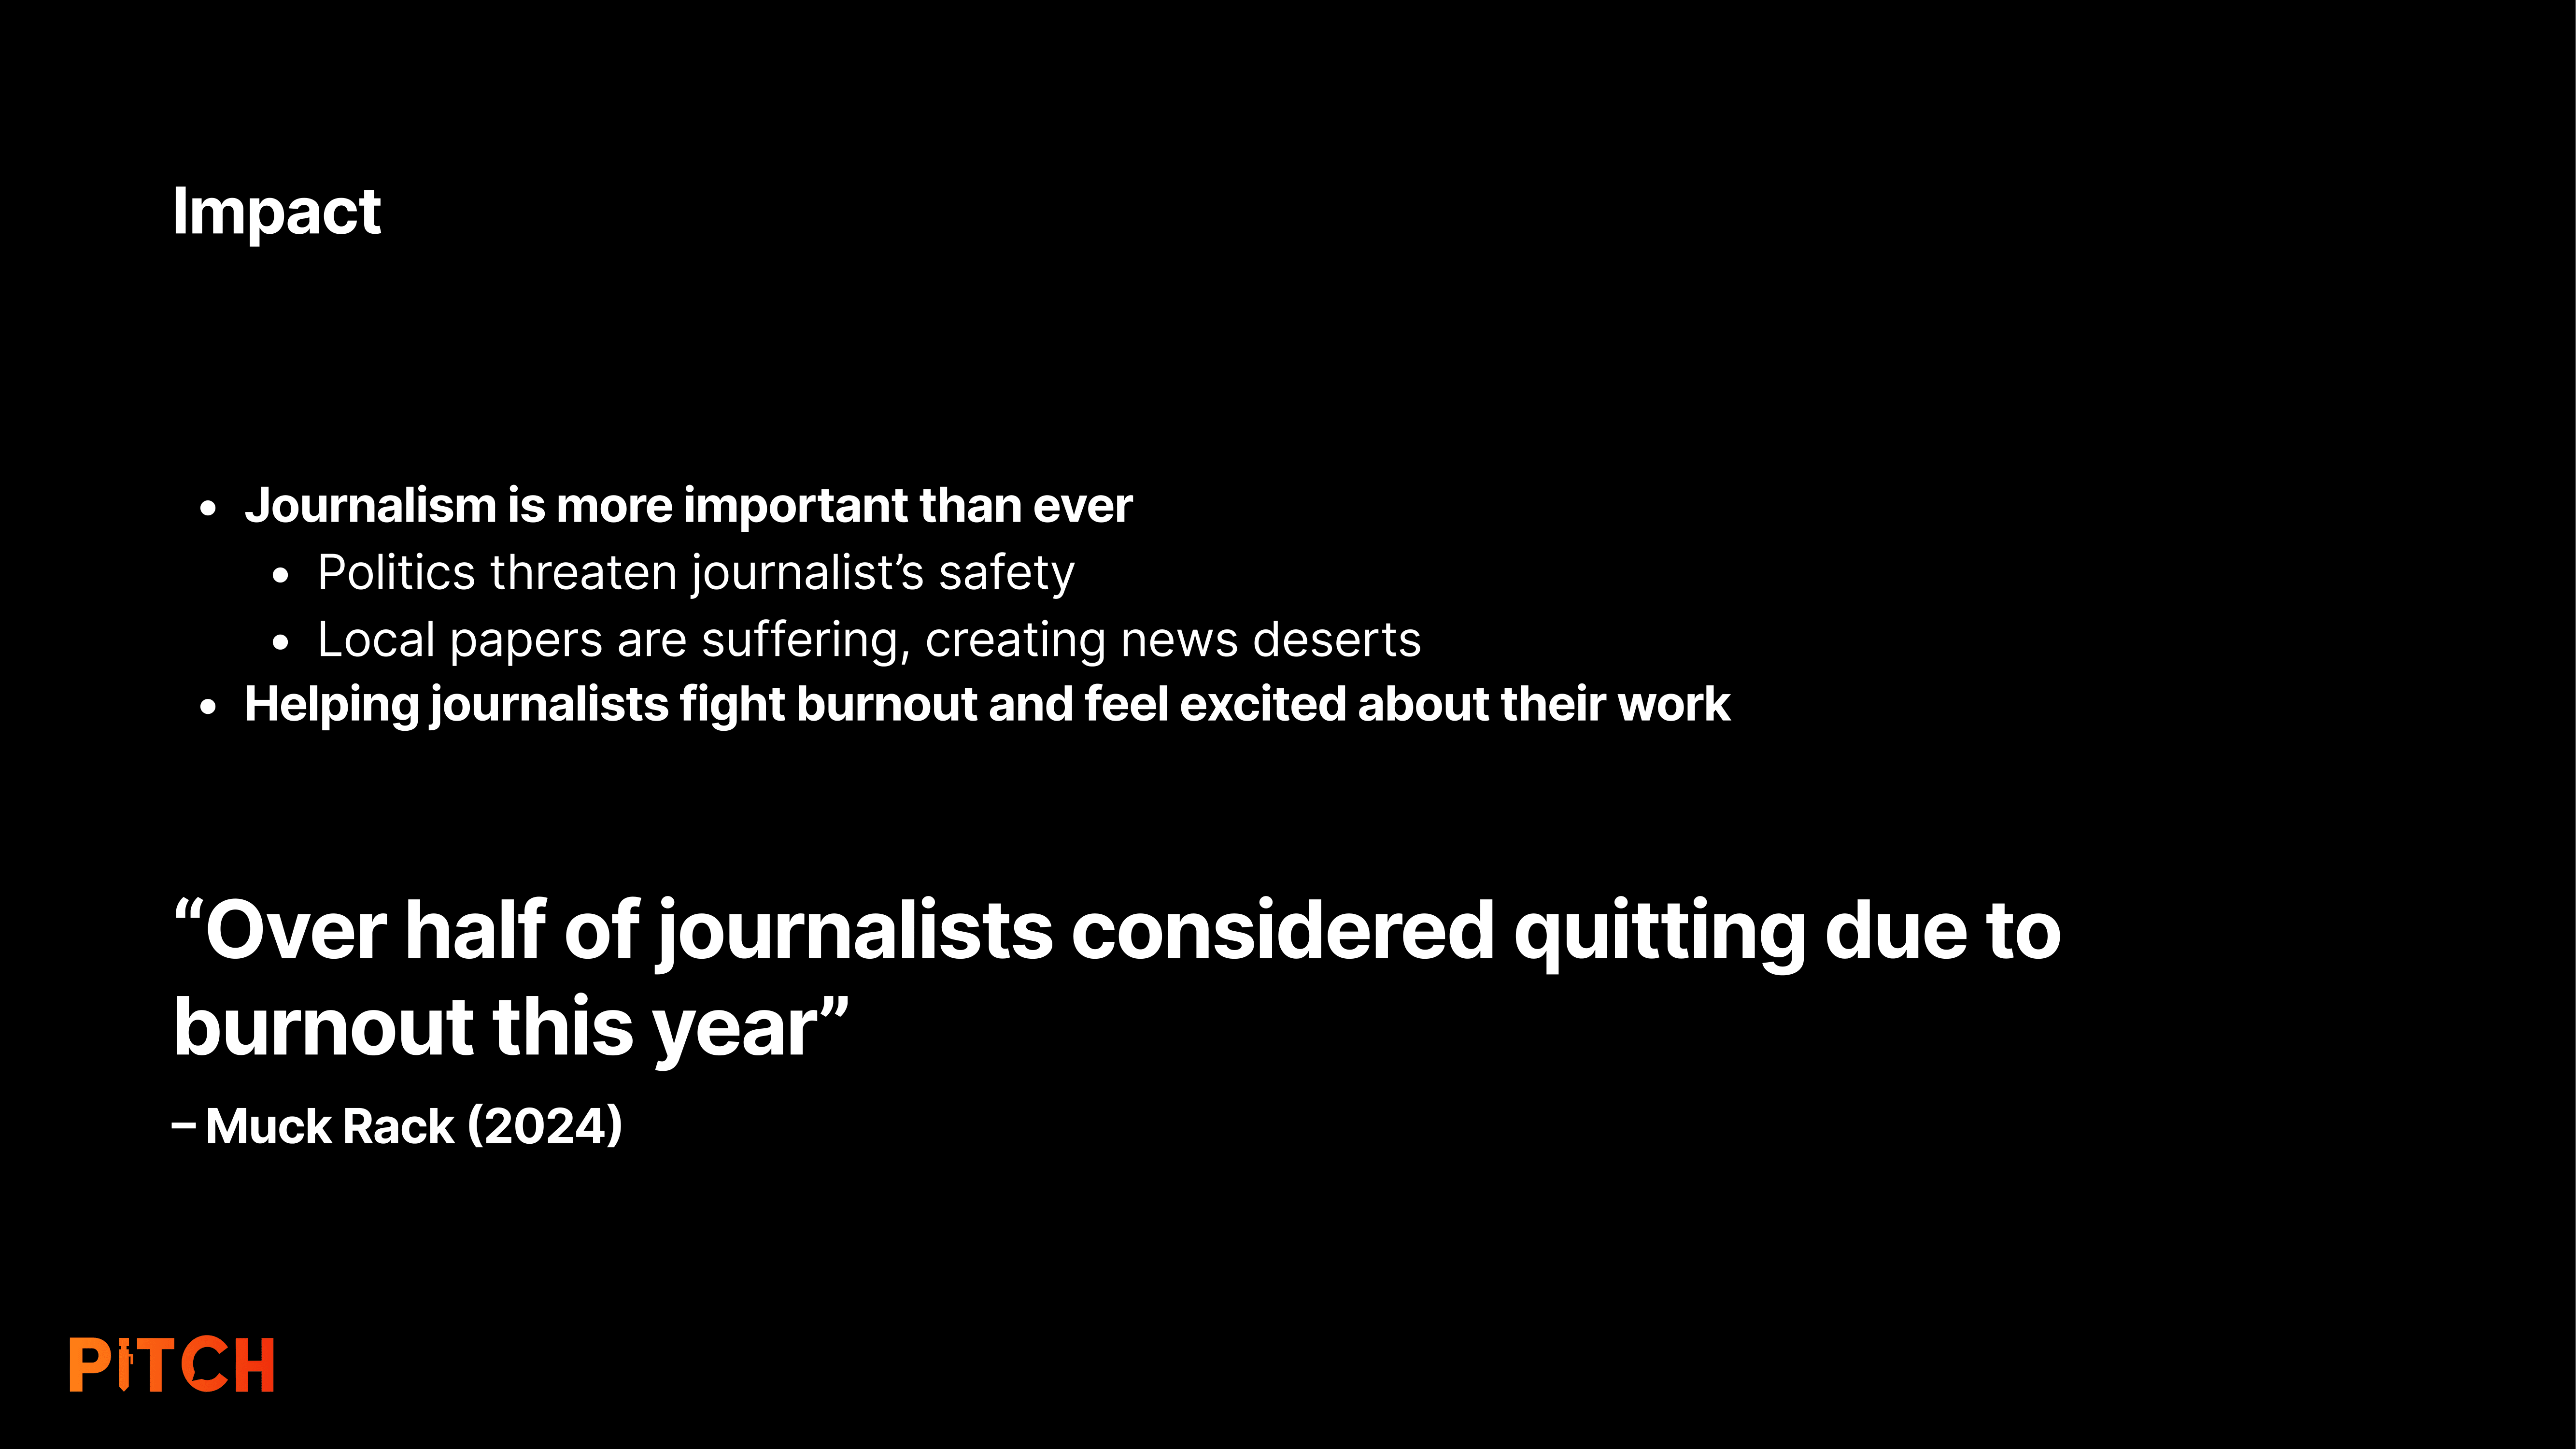 Impact
• Journalism is more important than ever
• Politics threaten journalist’s safety
• Local papers are suffering, creating news deserts
• Helping journalists fight burnout and feel excited about their work
“Over half of journalists considered quitting due to
burnout this year”
– Muck Rack (2024)
PiTCH